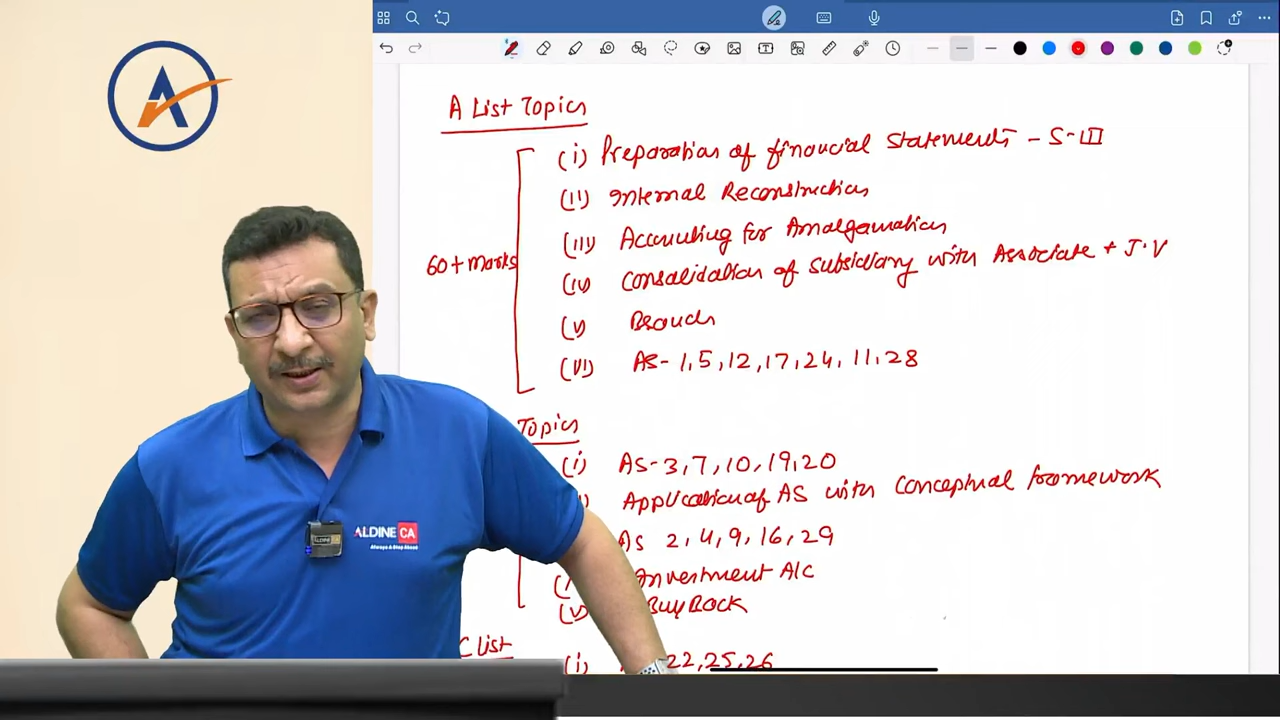 A List Topics
60+ Marks
(i) Preparation of financial Statements - S-III
(ii) Internal Reconstruction
(iii) Accounting for Amalgamation
(iv) Consolidation of Subsidiary with Associate + J.V
(v) Branch
(vi) AS- 1,5,12,17,24,11,28
Topics
(i) AS-3,7,10,19,20
Application of AS with Conceptual framework
As 2,4,9,16,29
Investment A/c
(v) Buy Back
C List
(i) 22,25,26
ALDINE CA
Always A Step Ahead